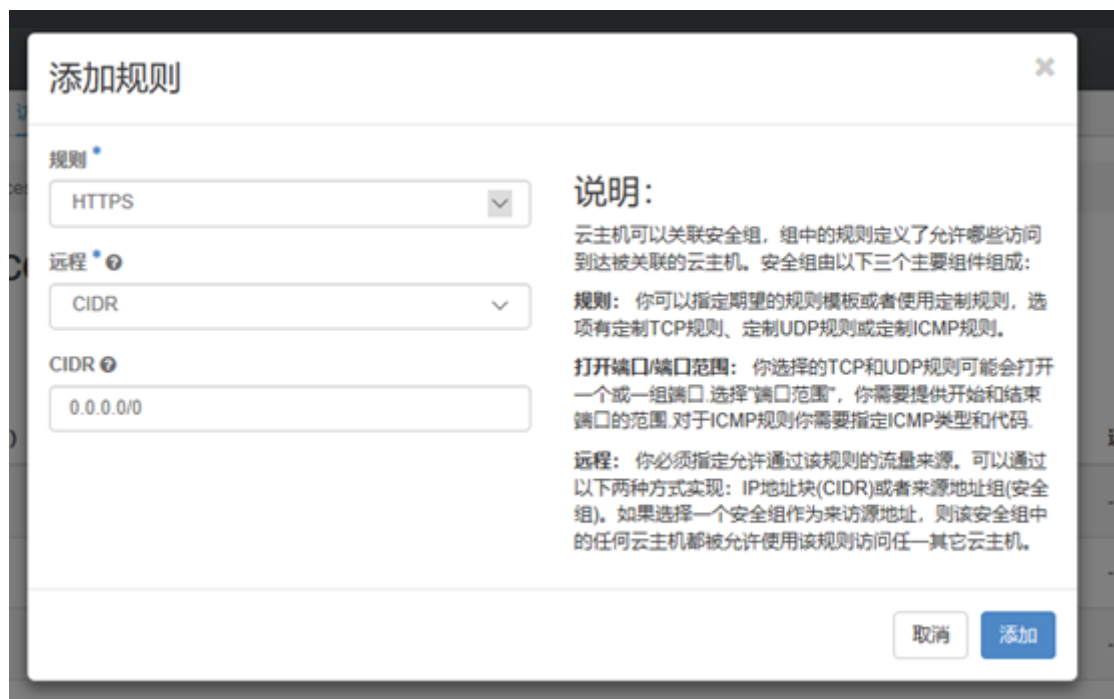 添加规则
×
规则 *
HTTPS
远程 *
CIDR
CIDR
0.0.0.0/0
说明：
云主机可以关联安全组，组中的规则定义了允许哪些访问
到达被关联的云主机。安全组由以下三个主要组件组成：
规则： 你可以指定期望的规则模板或者使用定制规则，选
项有定制TCP规则、定制UDP规则或定制ICMP规则。
打开端口/端口范围： 你选择的TCP和UDP规则可能会打开
一个或一组端口.选择"端口范围"，你需要提供开始和结束
端口的范围.对于ICMP规则你需要指定ICMP类型和代码.
远程： 你必须指定允许通过该规则的流量来源。可以通过
以下两种方式实现：IP地址块(CIDR)或者来源地址组(安全
组)。如果选择一个安全组作为来访源地址，则该安全组中
的任何云主机都被允许使用该规则访问任一其它云主机。
取消
添加